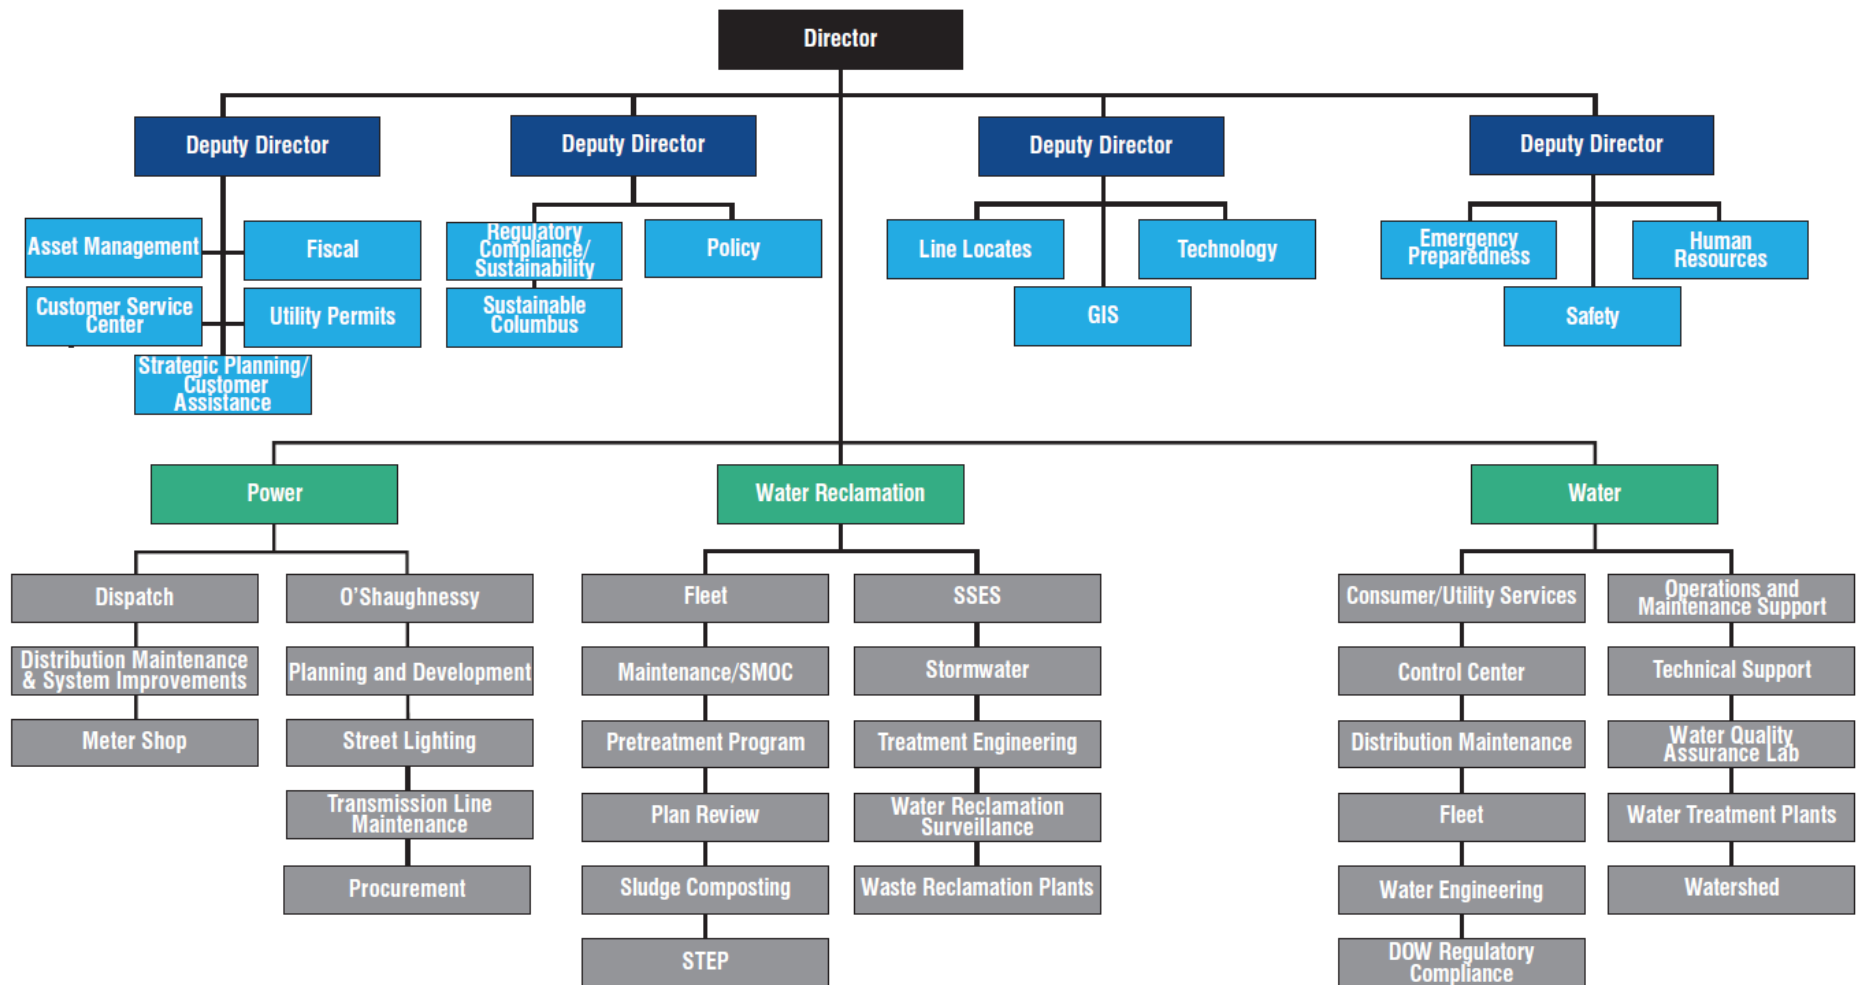 Director
Deputy Director
Deputy Director
Deputy Director
Deputy Director
Asset Management
Fiscal
Customer Service
Center
Utility Permits
Strategic Planning/
Customer
Assistance
Regulatory
Compliance/
Sustainability
Policy
Sustainable
Columbus
Line Locates
Technology
GIS
Emergency
Preparedness
Human
Resources
Safety
Power
Water Reclamation
Water
Dispatch
Distribution Maintenance
& System Improvements
Meter Shop
O'Shaughnessy
Planning and Development
Street Lighting
Transmission Line
Maintenance
Procurement
Fleet
Maintenance/SMOC
Pretreatment Program
Plan Review
Sludge Composting
STEP
SSES
Stormwater
Treatment Engineering
Water Reclamation
Surveillance
Waste Reclamation Plants
Consumer/Utility Services
Control Center
Distribution Maintenance
Fleet
Water Engineering
DOW Regulatory
Compliance
Operations and
Maintenance Support
Technical Support
Water Quality
Assurance Lab
Water Treatment Plants
Watershed